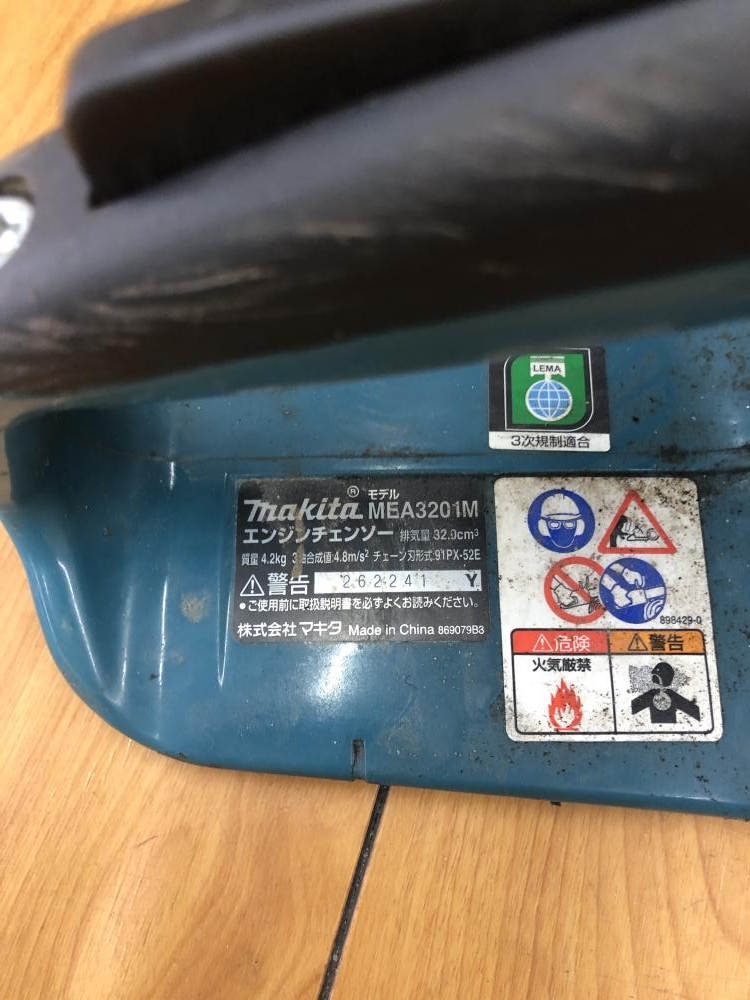 LEMA
3次規制適合
makita® モデル MEA3201M
エンジンチェンソー 排気量 32.0cm³
質量 4.2kg 3軸合成値:4.8m/s² チェーン刃形式:91PX-52E
警告 262241 Y
●ご使用前に取扱説明書を必ずよくお読みください。
株式会社 マキタ Made in China 869079B3
898429-0
危険 警告
火気厳禁